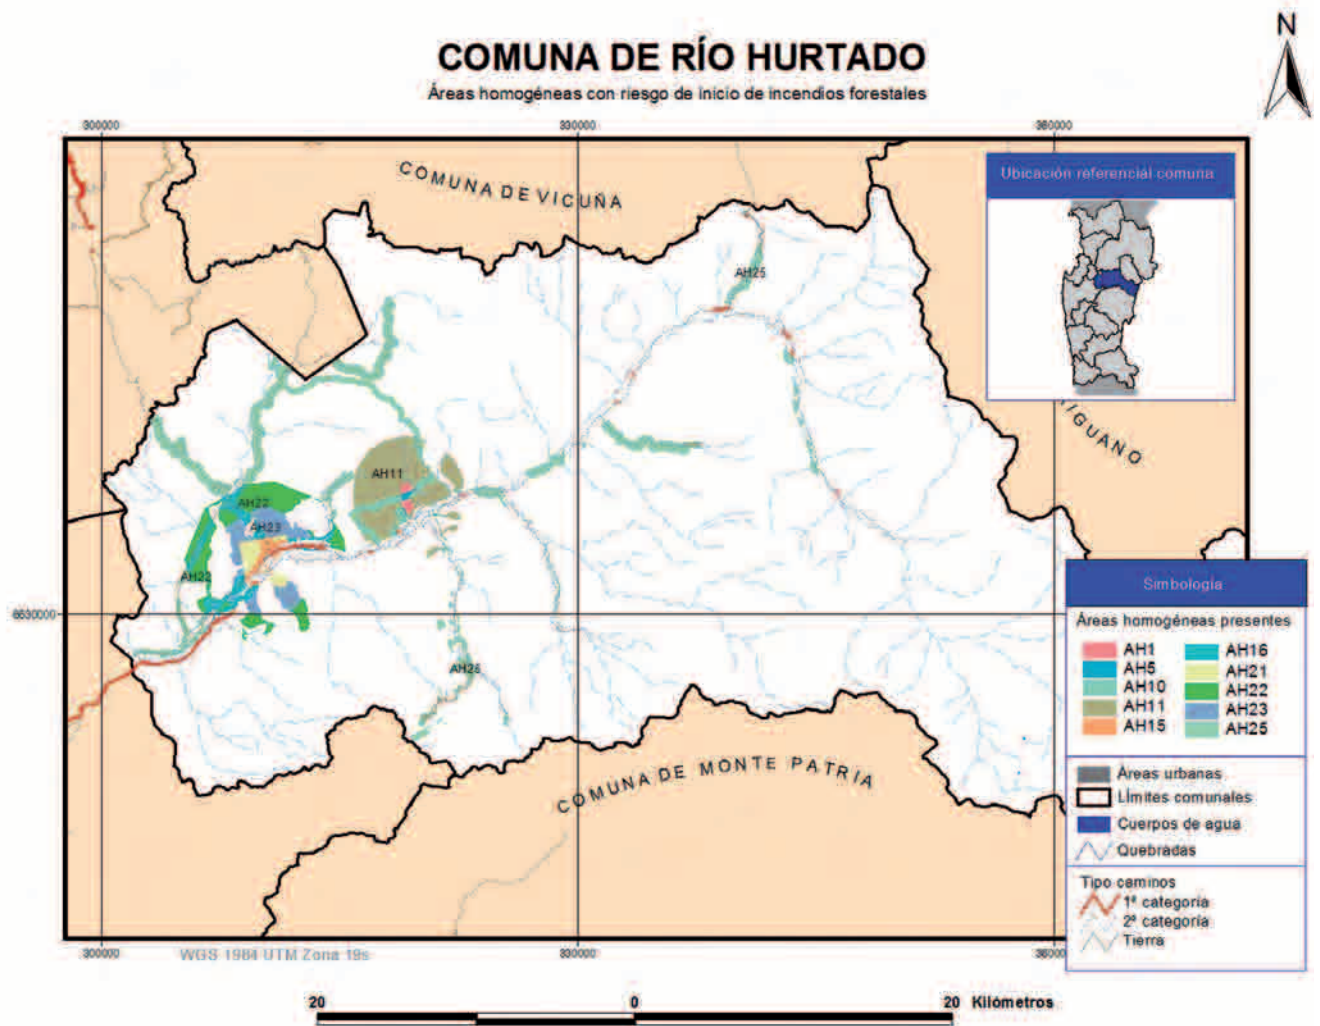 N
COMUNA DE RÍO HURTADO
Áreas homogéneas con riesgo de inicio de incendios forestales
300000
330000
360000
COMUNA DE VICUÑA
Ubicación referencial comuna
AH25
AH11
AH22
AH23
AH22
6630000
AH25
COMUNA DE MONTE PATRIA
Simbología
Áreas homogéneas presentes
AH1
AH16
AH5
AH21
AH10
AH22
AH11
AH23
AH15
AH25
Áreas urbanas
Límites comunales
Cuerpos de agua
Quebradas
Tipo caminos
1ª categoría
2ª categoría
Tierra
300000
WGS 1984 UTM Zona 19s
330000
360000
20
0
20 Kilómetros